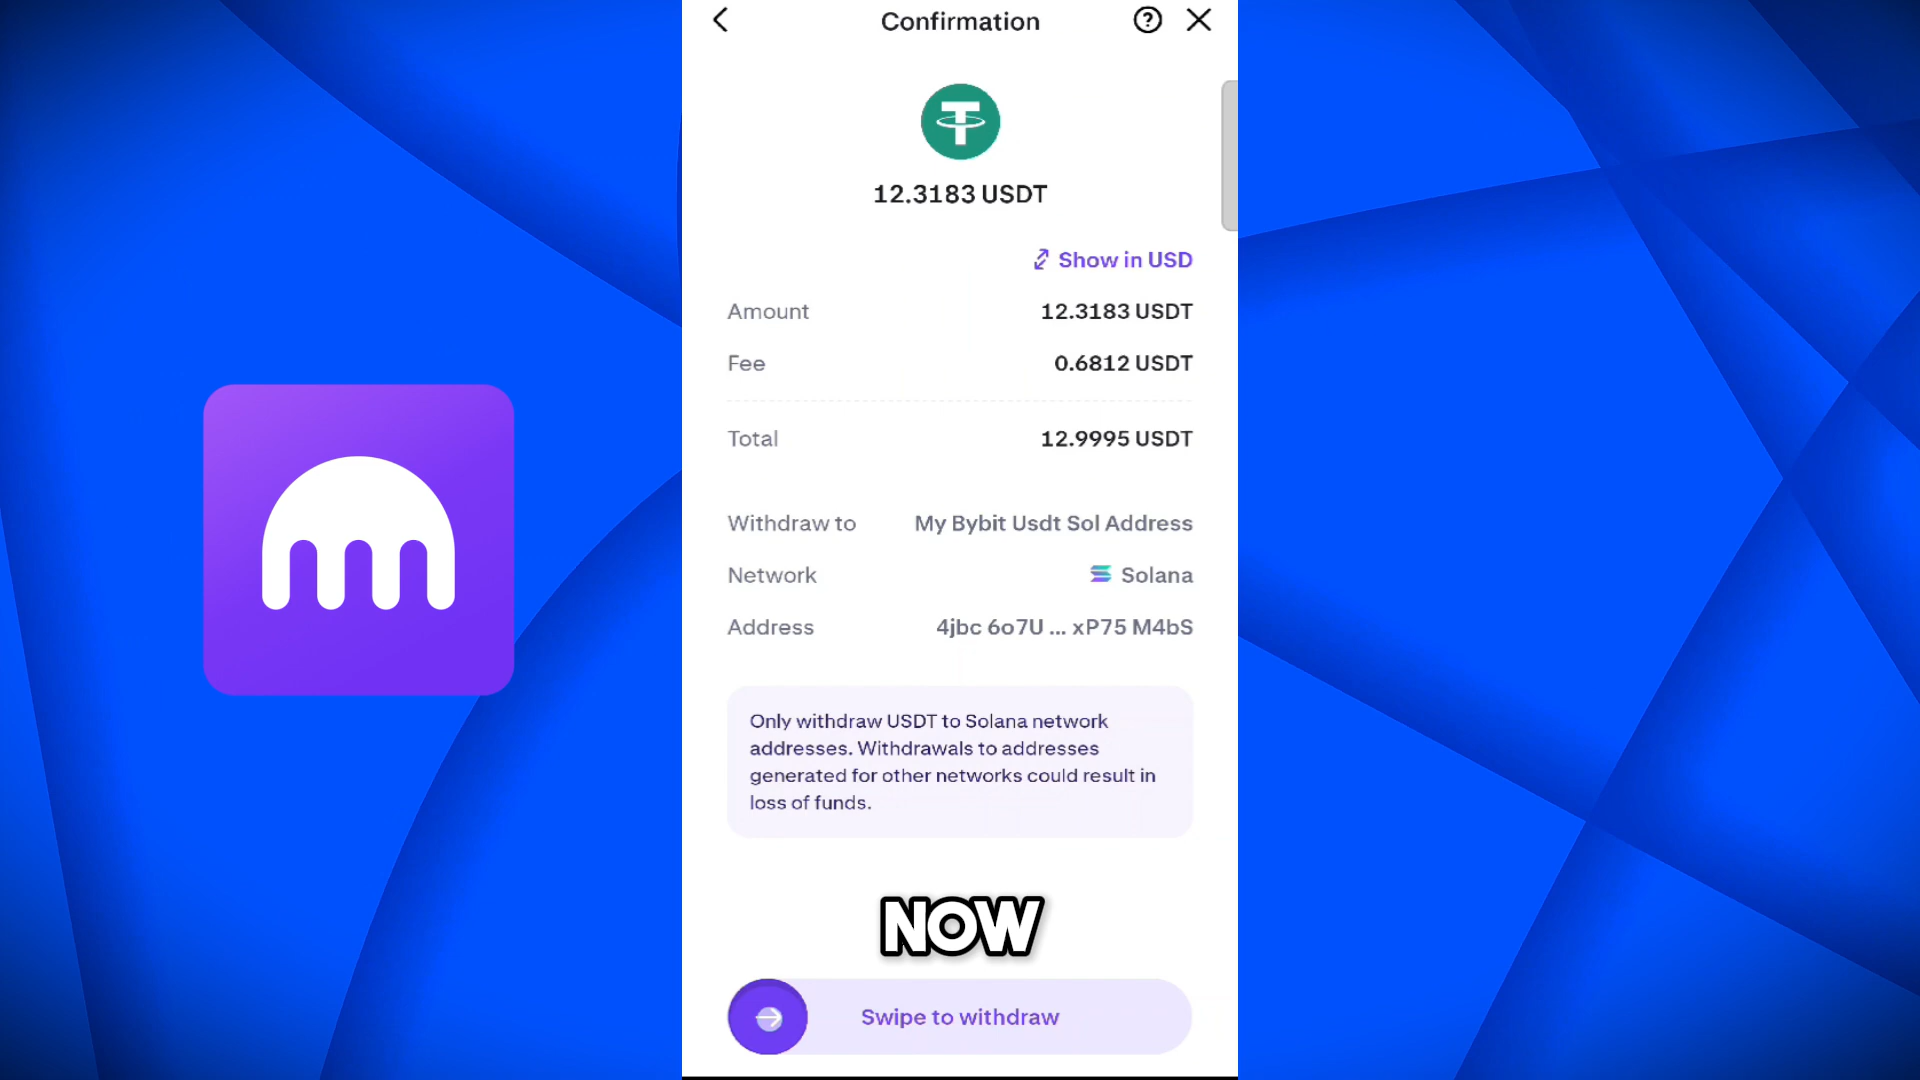 Confirmation
12.3183 USDT
Show in USD
Amount 12.3183 USDT
Fee 0.6812 USDT
Total 12.9995 USDT
Withdraw to My Bybit Usdt Sol Address
Network Solana
Address 4jbc 6o7U ... xP75 M4bS
Only withdraw USDT to Solana network
addresses. Withdrawals to addresses
generated for other networks could result in
loss of funds.
NOW
Swipe to withdraw